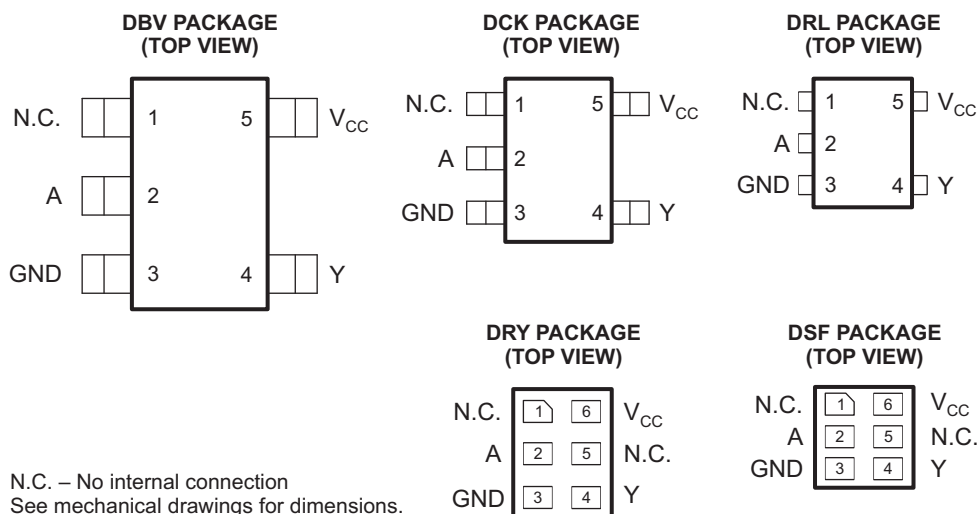 DBV PACKAGE
(TOP VIEW)
N.C. 1 5 VCC
A 2
GND 3 4 Y
DCK PACKAGE
(TOP VIEW)
N.C. 1 5 VCC
A 2
GND 3 4 Y
DRL PACKAGE
(TOP VIEW)
N.C. 1 5 VCC
A 2
GND 3 4 Y
DRY PACKAGE
(TOP VIEW)
N.C. 1 6 VCC
A 2 5 N.C.
GND 3 4 Y
DSF PACKAGE
(TOP VIEW)
N.C. 1 6 VCC
A 2 5 N.C.
GND 3 4 Y
N.C. – No internal connection
See mechanical drawings for dimensions.